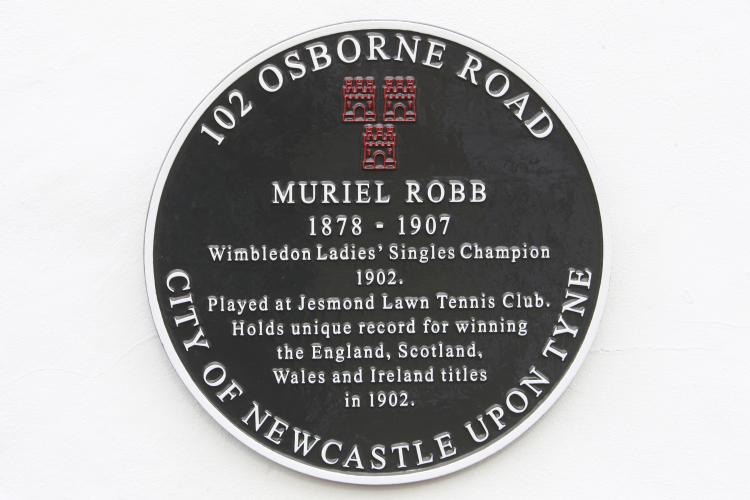 102 OSBORNE ROAD
MURIEL ROBB
1878 - 1907
Wimbledon Ladies' Singles Champion
1902.
Played at Jesmond Lawn Tennis Club.
Holds unique record for winning
the England, Scotland,
Wales and Ireland titles
in 1902.
CITY OF NEWCASTLE UPON TYNE